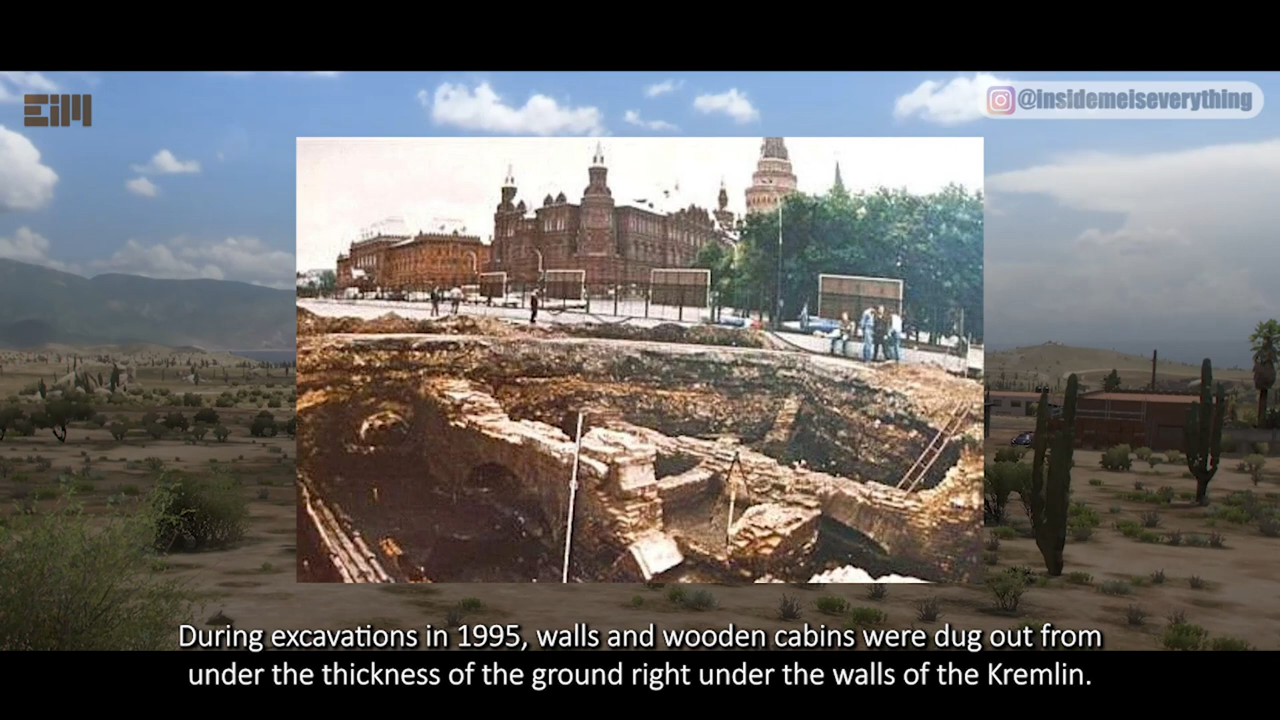 EiM
@insidemeiseverything
During excavations in 1995, walls and wooden cabins were dug out from
under the thickness of the ground right under the walls of the Kremlin.